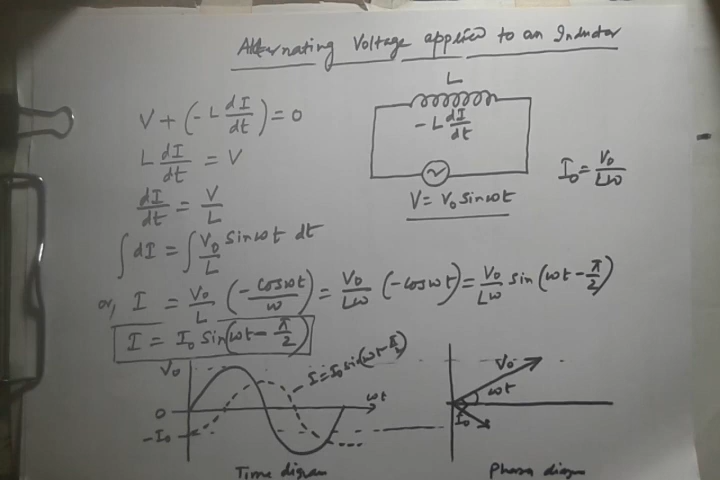 Alternating Voltage applied to an Inductor
L
V + (-L dI/dt) = 0
- L dI/dt
L dI/dt = V
I₀ = V₀/Lω
dI/dt = V/L
V = V₀ sinωt
∫dI = ∫ V₀/L sinωt dt
or, I = V₀/L (-cosωt/ω) = V₀/Lω (-cosωt) = V₀/Lω sin(ωt - π/2)
I = I₀ sin(ωt - π/2)
V₀
I = I₀ sin(ωt - π/2)
V₀
ωt
ωt
0
I₀
-I₀
Time digram
Phasor diagram